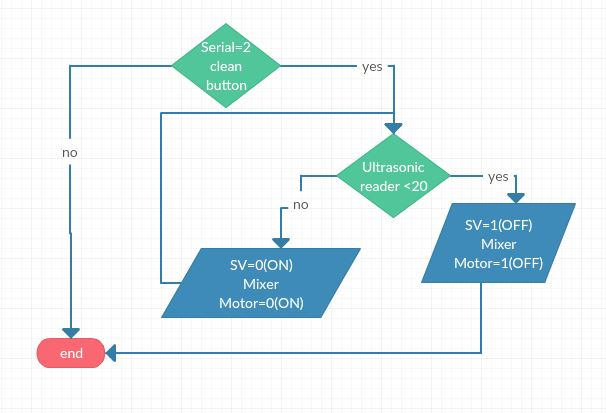 Serial=2
clean
button
yes
no
Ultrasonic
reader <20
yes
no
SV=1(OFF)
Mixer
Motor=1(OFF)
SV=0(ON)
Mixer
Motor=0(ON)
end